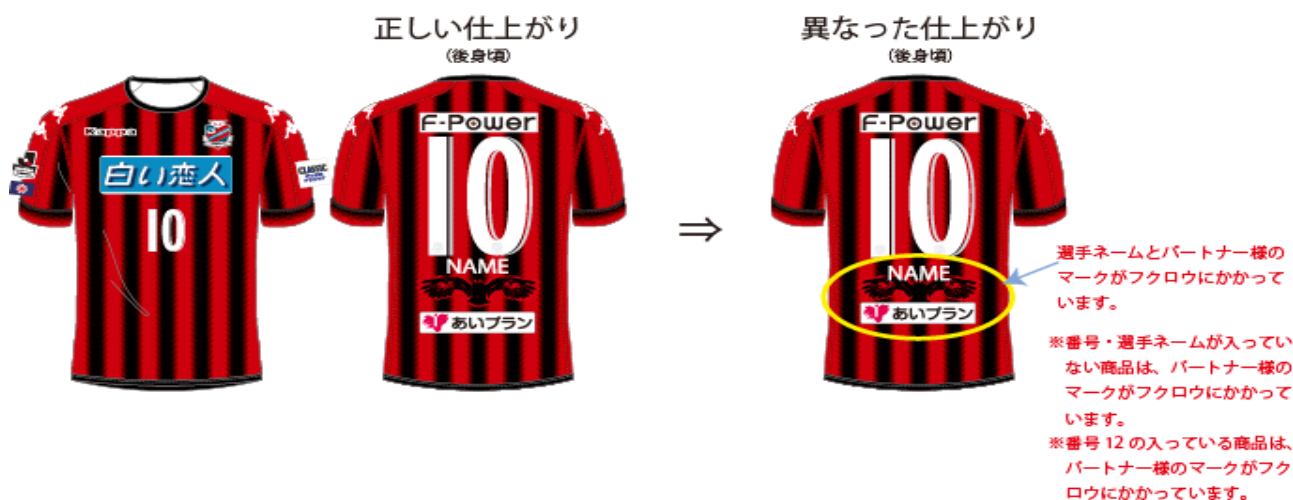 正しい仕上がり
(後身頃)
異なった仕上がり
(後身頃)
Kappa
白い恋人
10
CLASSIC
F-Power
10
NAME
あいプラン
⇒
F-Power
10
NAME
あいプラン
選手ネームとパートナー様の
マークがフクロウにかかって
います。
※番号・選手ネームが入ってい
ない商品は、パートナー様の
マークがフクロウにかかって
います。
※番号 12 の入っている商品は、
パートナー様のマークがフク
ロウにかかっています。